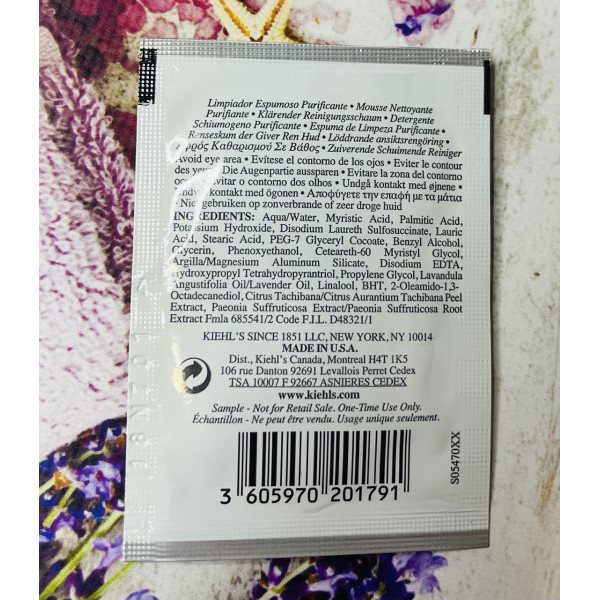 Limpiador Espumoso Purificante • Mousse Nettoyante
Purifiante • Klärender Reinigungsschaum • Detergente
Schiumogeno Purificante • Espuma de Limpeza Purificante •
Renseskum der Giver Ren Hud • Löddrande ansiktsrengöring •
Αφρός Καθαρισμού Σε Βάθος • Zuiverende Schuimende Reiniger
Avoid eye area • Evítese el contorno de los ojos • Eviter le contour
des yeux • Die Augenpartie aussparen • Evitare la zona del contorno
occhi • Evitar o contorno dos olhos • Undgå kontakt med øjnene •
Undvik kontakt med ögonen • Αποφύγετε την επαφή με τα μάτια
• Niet gebruiken op zonverbrande of zeer droge huid
INGREDIENTS: Aqua/Water, Myristic Acid, Palmitic Acid,
Potassium Hydroxide, Disodium Laureth Sulfosuccinate, Lauric
Acid, Stearic Acid, PEG-7 Glyceryl Cocoate, Benzyl Alcohol,
Glycerin, Phenoxyethanol, Ceteareth-60 Myristyl Glycol,
Argilla/Magnesium Aluminum Silicate, Disodium EDTA,
Hydroxypropyl Tetrahydropyrantriol, Propylene Glycol, Lavandula
Angustifolia Oil/Lavender Oil, Linalool, BHT, 2-Oleamido-1,3-
Octadecanediol, Citrus Tachibana/Citrus Aurantium Tachibana Peel
Extract, Paeonia Suffruticosa Extract/Paeonia Suffruticosa Root
Extract Fmla 685541/2 Code F.I.L. D48321/1
KIEHL'S SINCE 1851 LLC, NEW YORK, NY 10014
MADE IN U.S.A.
Dist., Kiehl's Canada, Montreal H4T 1K5
106 rue Danton 92691 Levallois Perret Cedex
TSA 10007 F 92667 ASNIERES CEDEX
www.kiehls.com
Sample - Not for Retail Sale. One-Time Use Only.
Échantillon - Ne peut être vendu. Usage unique seulement.
3 605970 201791
S05470XX